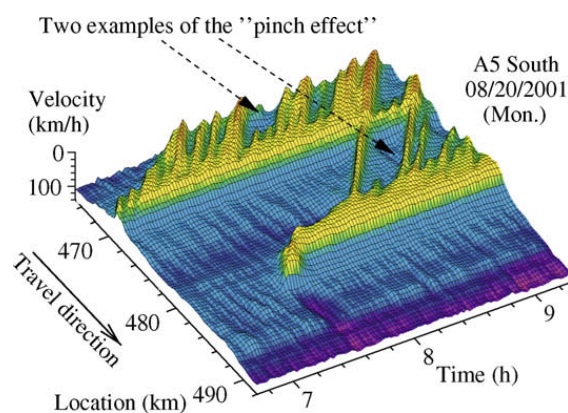 Two examples of the ''pinch effect''
A5 South
08/20/2001
(Mon.)
Velocity
(km/h)
0
100
470
480
490
Travel direction
Location (km)
7
8
9
Time (h)